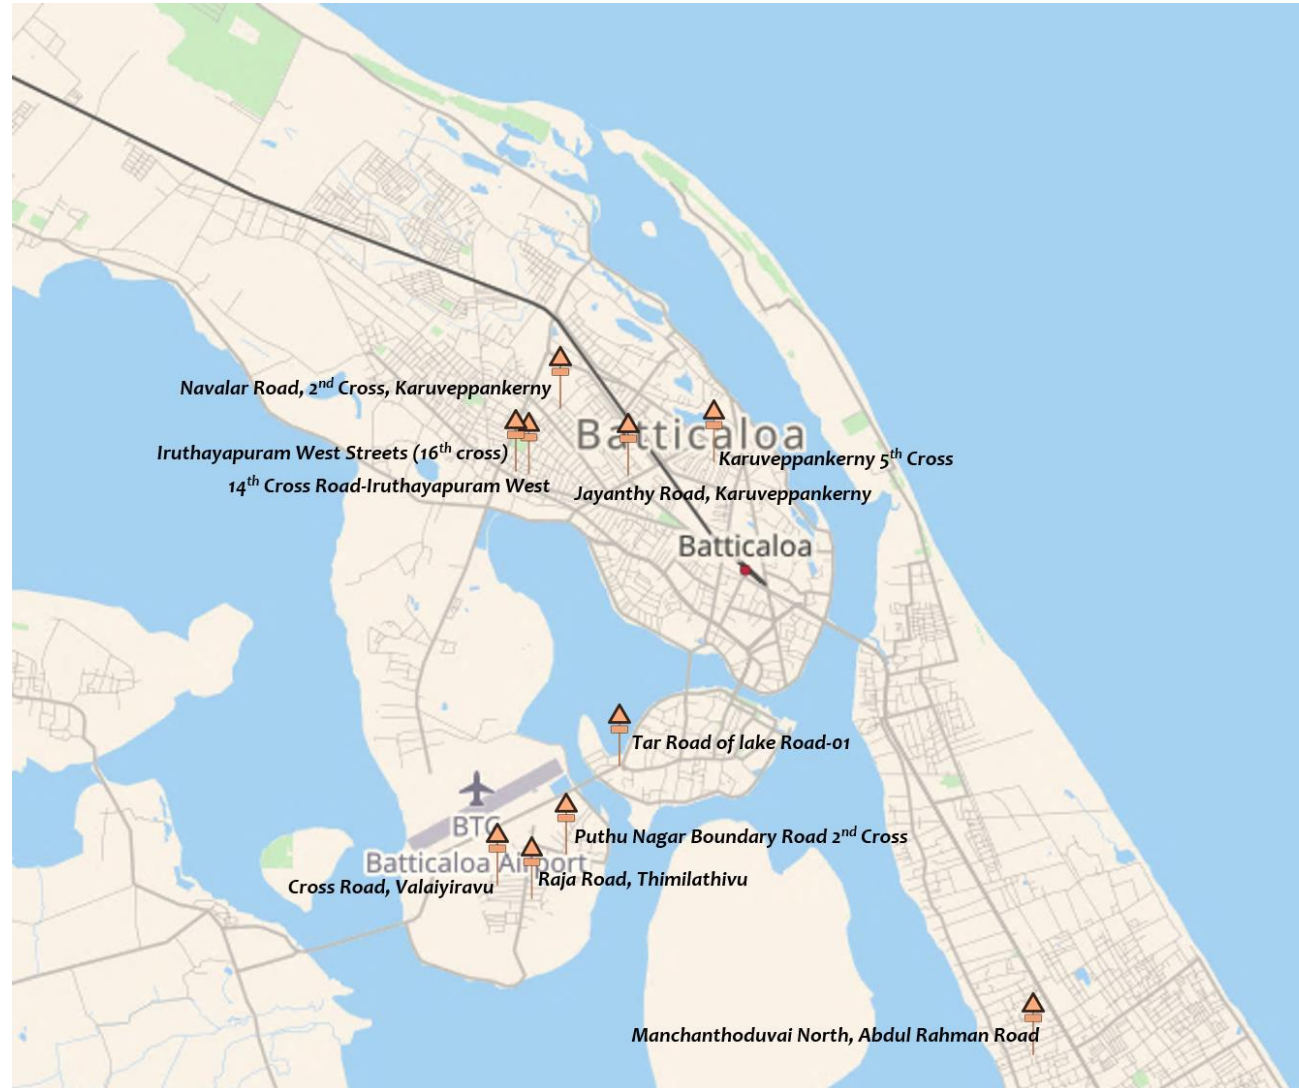 Navalar Road, 2nd Cross, Karuveppankerny
Batticaloa
Iruthayapuram West Streets (16th cross)
Karuveppankerny 5th Cross
14th Cross Road-Iruthayapuram West
Jayanthy Road, Karuveppankerny
Batticaloa
Tar Road of lake Road-01
BTC
Puthu Nagar Boundary Road 2nd Cross
Batticaloa Airport
Raja Road, Thimilathivu
Cross Road, Valaiyiravu
Manchanthoduvai North, Abdul Rahman Road